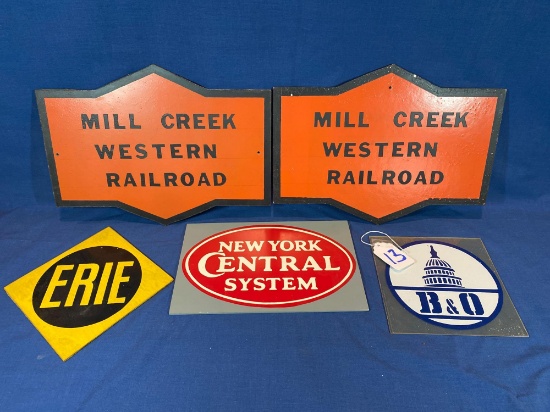 MILL CREEK
WESTERN
RAILROAD
MILL CREEK
WESTERN
RAILROAD
ERIE
NEW YORK
CENTRAL
SYSTEM
13
B&O